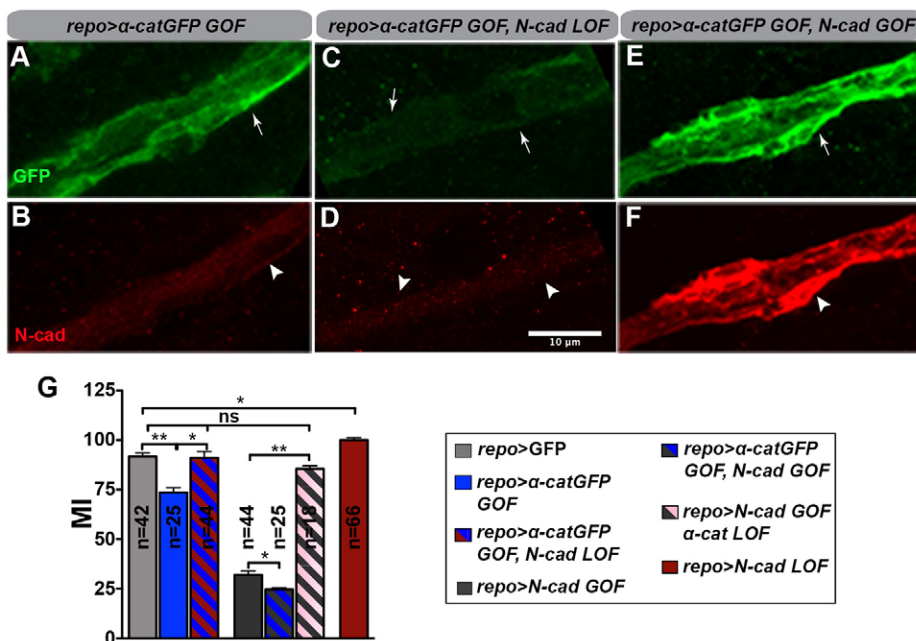 repo>α-catGFP GOF
repo>α-catGFP GOF, N-cad LOF
repo>α-catGFP GOF, N-cad GOF
A
C
E
GFP
B
D
F
N-cad
10 µm
G
125
100
75
50
25
0
MI
*
ns
** *
**
*
n=42
n=25
n=44
n=44
n=25
n=18
n=66
repo>GFP
repo>α-catGFP
GOF
repo>α-catGFP
GOF, N-cad LOF
repo>N-cad GOF
repo>α-catGFP
GOF, N-cad GOF
repo>N-cad GOF
α-cat LOF
repo>N-cad LOF